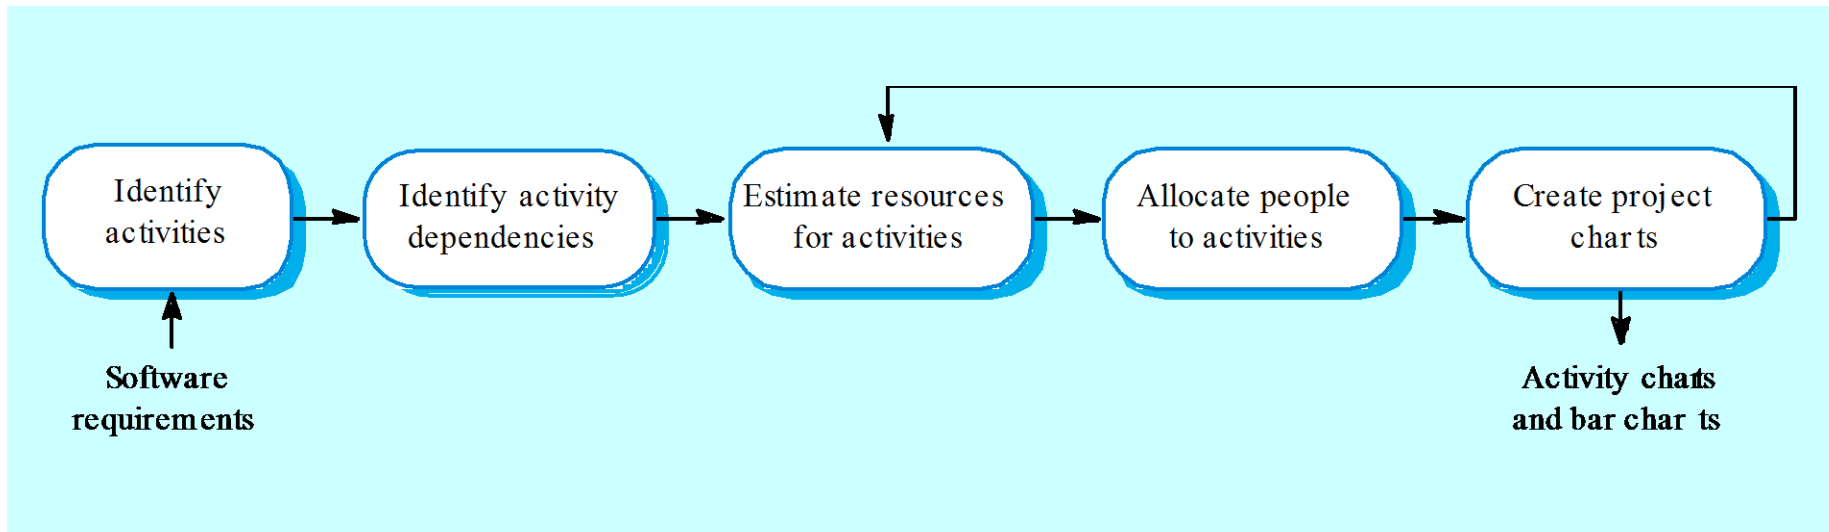 Identify
activities
Identify activity
dependencies
Estimate resources
for activities
Allocate people
to activities
Create project
charts
Software
requirements
Activity charts
and bar charts